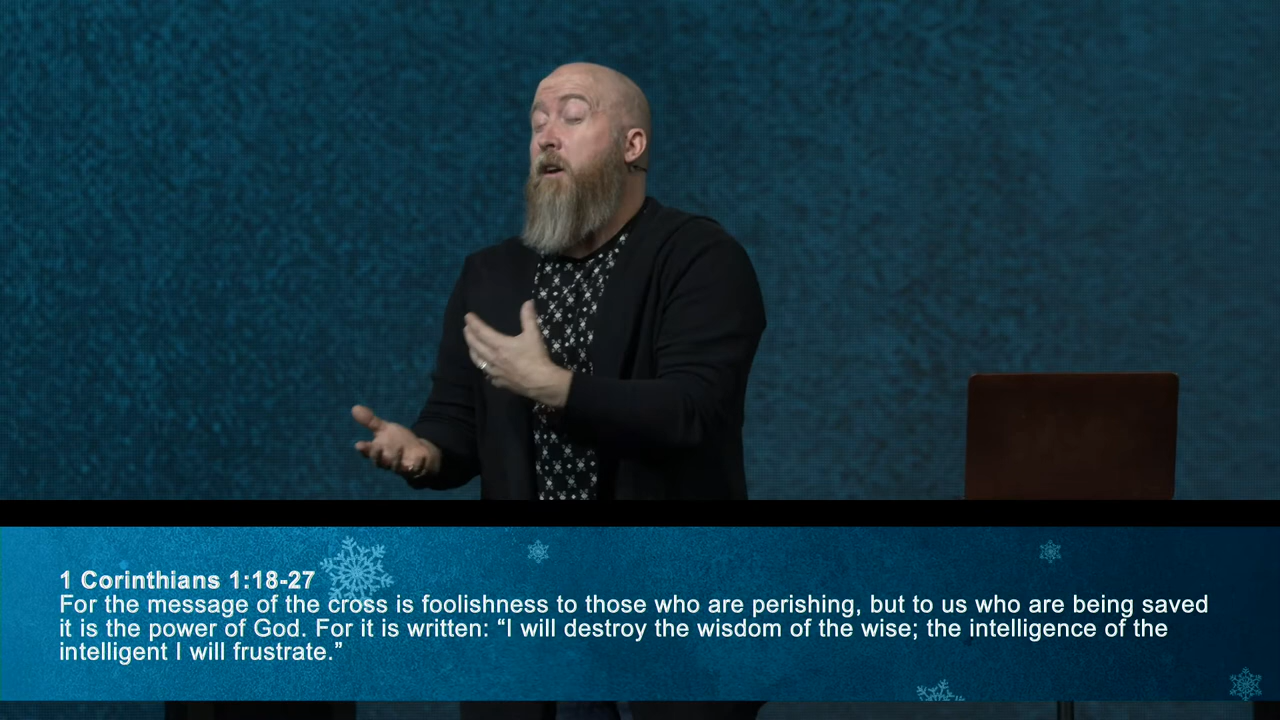 1 Corinthians 1:18-27
For the message of the cross is foolishness to those who are perishing, but to us who are being saved
it is the power of God. For it is written: “I will destroy the wisdom of the wise; the intelligence of the
intelligent I will frustrate.”